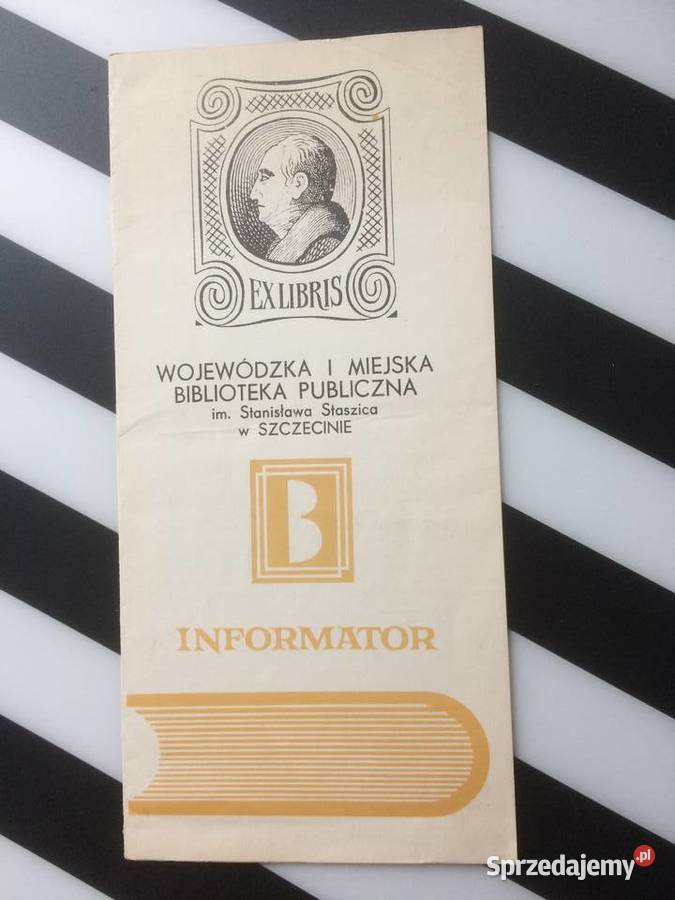 EX LIBRIS
WOJEWÓDZKA I MIEJSKA
BIBLIOTEKA PUBLICZNA
im. Stanisława Staszica
w SZCZECINIE
B
INFORMATOR
Sprzedajemy.pl